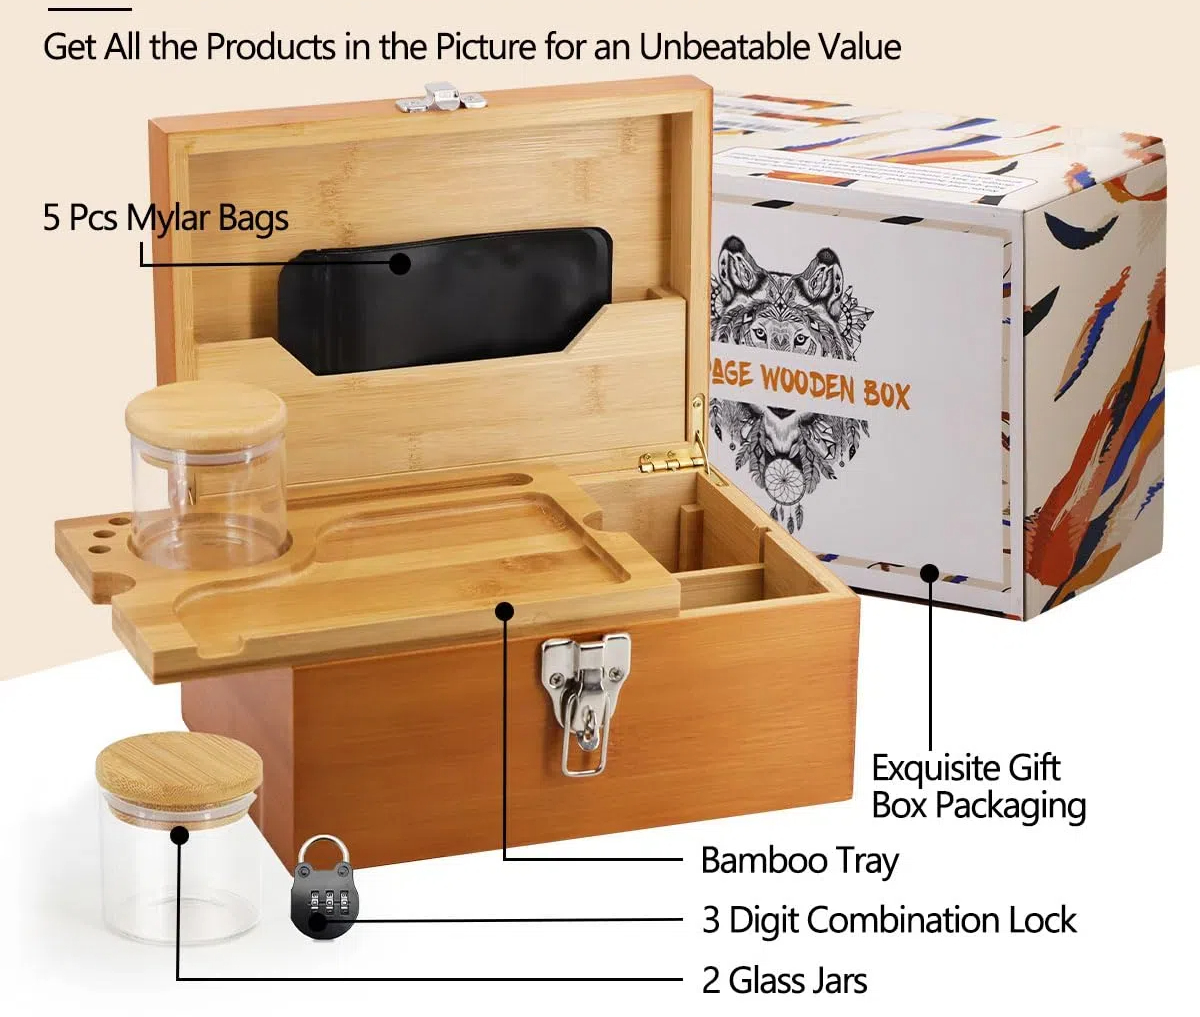 Get All the Products in the Picture for an Unbeatable Value
5 Pcs Mylar Bags
WOODEN BOX
Exquisite Gift
Box Packaging
Bamboo Tray
3 Digit Combination Lock
2 Glass Jars